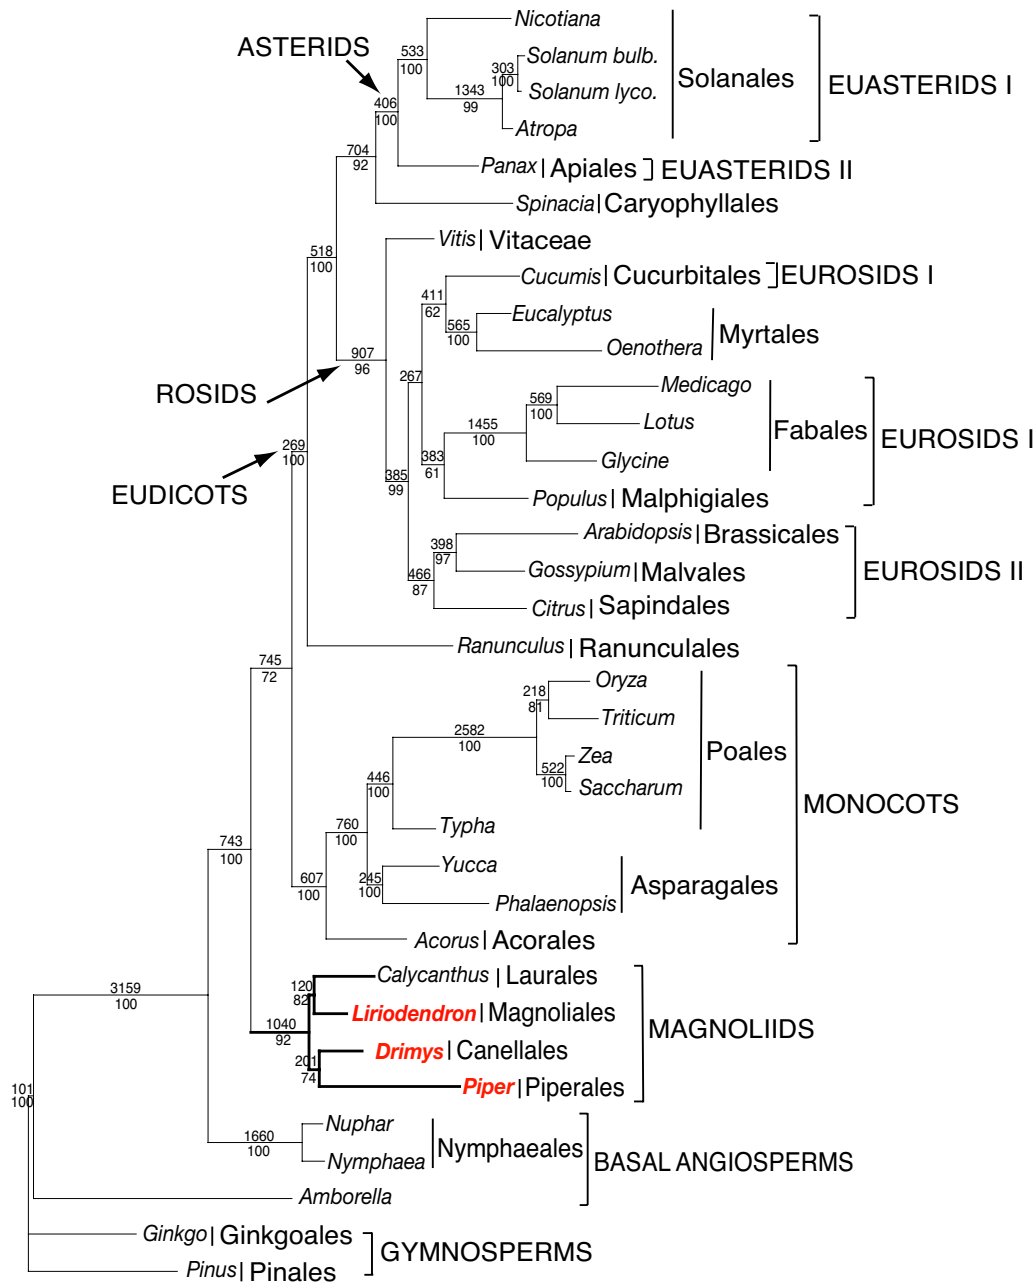 Nicotiana
ASTERIDS
533
100
Solanum bulb.
303
100
Solanales
EUASTERIDS I
1343
99
Solanum lyco.
406
100
Atropa
704
92
Panax Apiales EUASTERIDS II
Spinacia Caryophyllales
518
100
Vitis Vitaceae
Cucumis Cucurbitales EUROSIDS I
411
62
Eucalyptus
565
100
Myrtales
Oenothera
907
96
267
ROSIDS
Medicago
569
100
Lotus
1455
100
Fabales
EUROSIDS I
269
100
383
61
Glycine
385
99
EUDICOTS
Populus Malphigiales
Arabidopsis Brassicales
398
97
Gossypium Malvales
EUROSIDS II
466
87
Citrus Sapindales
Ranunculus Ranunculales
745
72
Oryza
218
81
Triticum
2582
100
Zea
Poales
522
100
446
100
Saccharum
MONOCOTS
760
100
Typha
743
100
Yucca
607
100
245
100
Asparagales
Phalaenopsis
Acorus Acorales
Calycanthus Laurales
3159
100
120
82
Liriodendron Magnoliales
MAGNOLIIDS
1040
92
Drimys Canellales
201
74
Piper Piperales
101
100
Nuphar
1660
100
Nymphaeales
Nymphaea
BASAL ANGIOSPERMS
Amborella
Ginkgo Ginkgoales
GYMNOSPERMS
Pinus Pinales